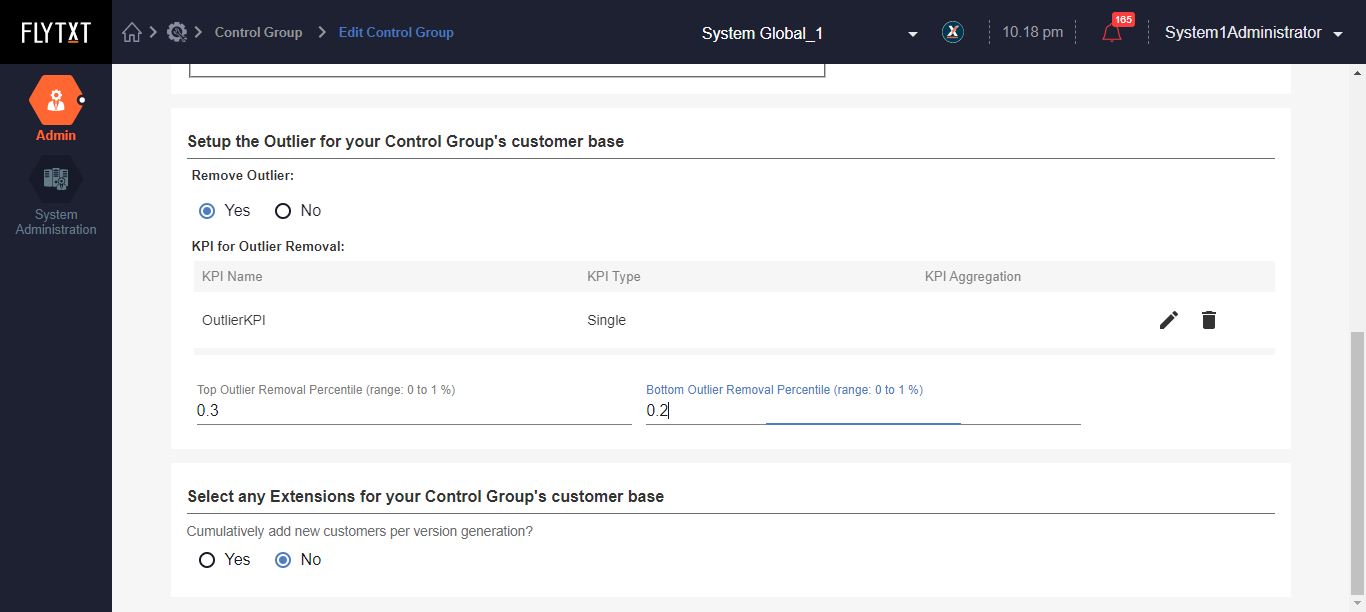 FLYTXT
Control Group
Edit Control Group
System Global_1
X
10.18 pm
165
System1Administrator
Admin
System
Administration
Setup the Outlier for your Control Group's customer base
Remove Outlier:
Yes No
KPI for Outlier Removal:
KPI Name KPI Type KPI Aggregation
OutlierKPI Single
Top Outlier Removal Percentile (range: 0 to 1 %) Bottom Outlier Removal Percentile (range: 0 to 1 %)
0.3 0.2
Select any Extensions for your Control Group's customer base
Cumulatively add new customers per version generation?
Yes No